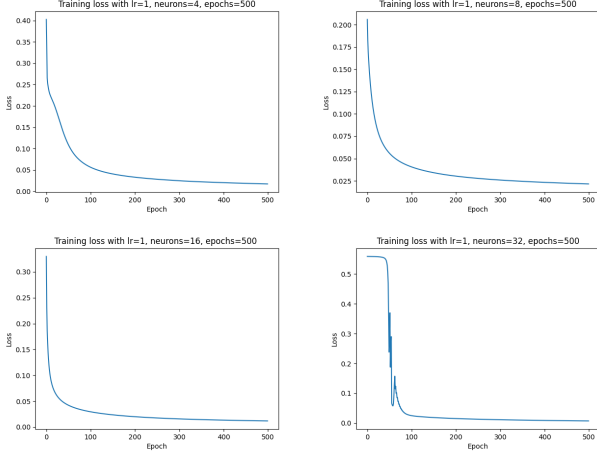 Training loss with lr=1, neurons=4, epochs=500
Loss
0.40
0.35
0.30
0.25
0.20
0.15
0.10
0.05
0.00
0 100 200 300 400 500
Epoch
Training loss with lr=1, neurons=8, epochs=500
Loss
0.200
0.175
0.150
0.125
0.100
0.075
0.050
0.025
0 100 200 300 400 500
Epoch
Training loss with lr=1, neurons=16, epochs=500
Loss
0.30
0.25
0.20
0.15
0.10
0.05
0.00
0 100 200 300 400 500
Epoch
Training loss with lr=1, neurons=32, epochs=500
Loss
0.5
0.4
0.3
0.2
0.1
0.0
0 100 200 300 400 500
Epoch